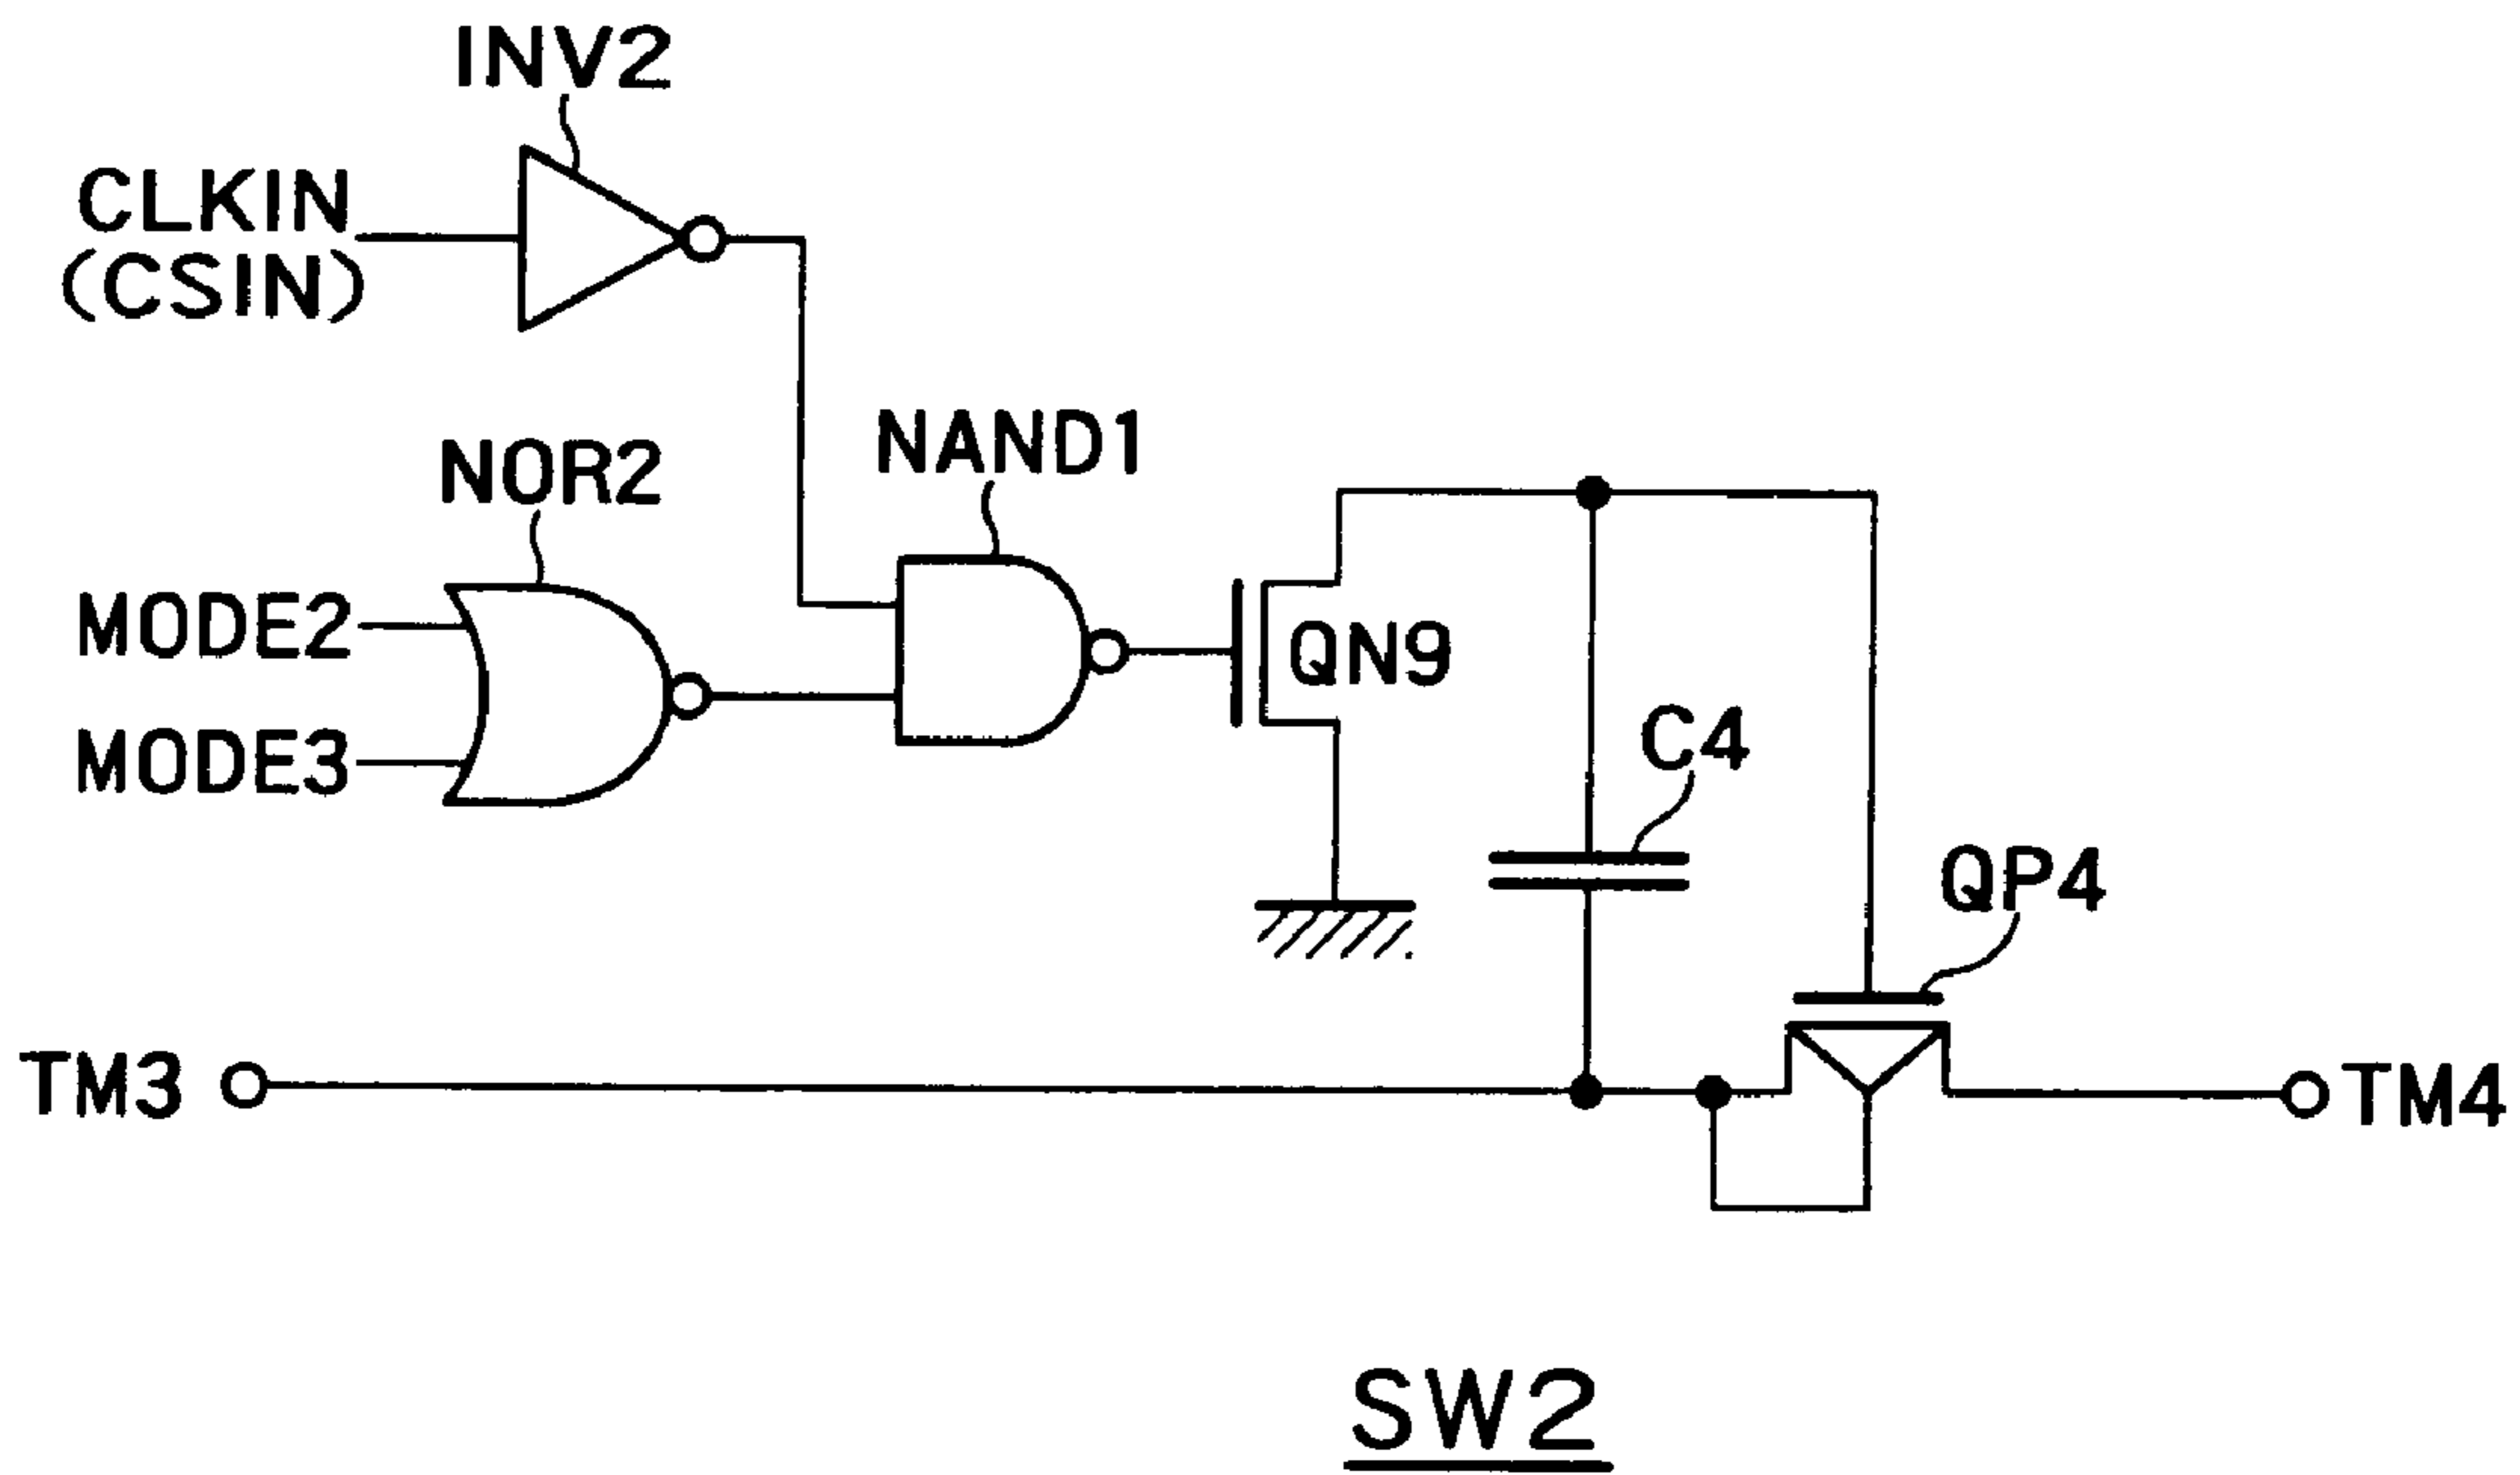 INV2
CLKIN
(CSIN)
NAND1
NOR2
MODE2
QN9
MODE3
C4
QP4
TM3
TM4
SW2